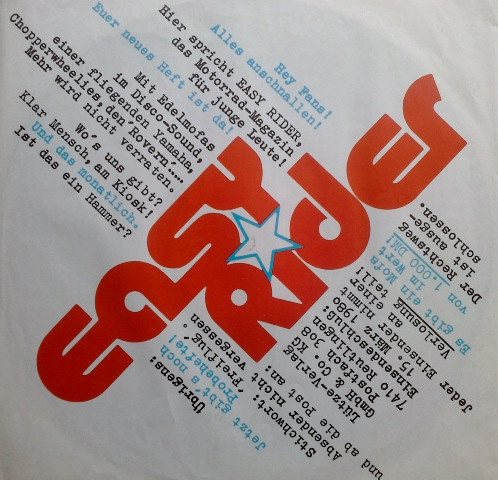 Hey Fans!
Alles anschnallen!
Hier spricht EASY RIDER,
das Motorrad-Magazin
für junge Leute!
Euer neues Heft ist da!
Mit Edelmofas
im Disco-Sound,
einer fliegenden Yamaha,
Chopperwheelies, den Rovern.....
Mehr wird nicht verraten.
Wo's uns gibt?
Klar Mensch, am Kiosk!
Und das monatlich.
Ist das ein Hammer?
easy
Rider
Übrigens:
Jetzt
gibt's noch
Probehefte!
Stichwort:
"Freiflug".
Absender nicht vergessen
und ab die Post an:
Lütze-Verlag
GmbH & Co. KG
Postfach 308
7410 Reutlingen
Einsendeschluß:
15. März 1980
Jeder Einsender nimmt
an einer
Verlosung teil!
Es gibt ein Mofa
im Wert
von 1.000 DM!
Der Rechtsweg
ist ausge-
schlossen.